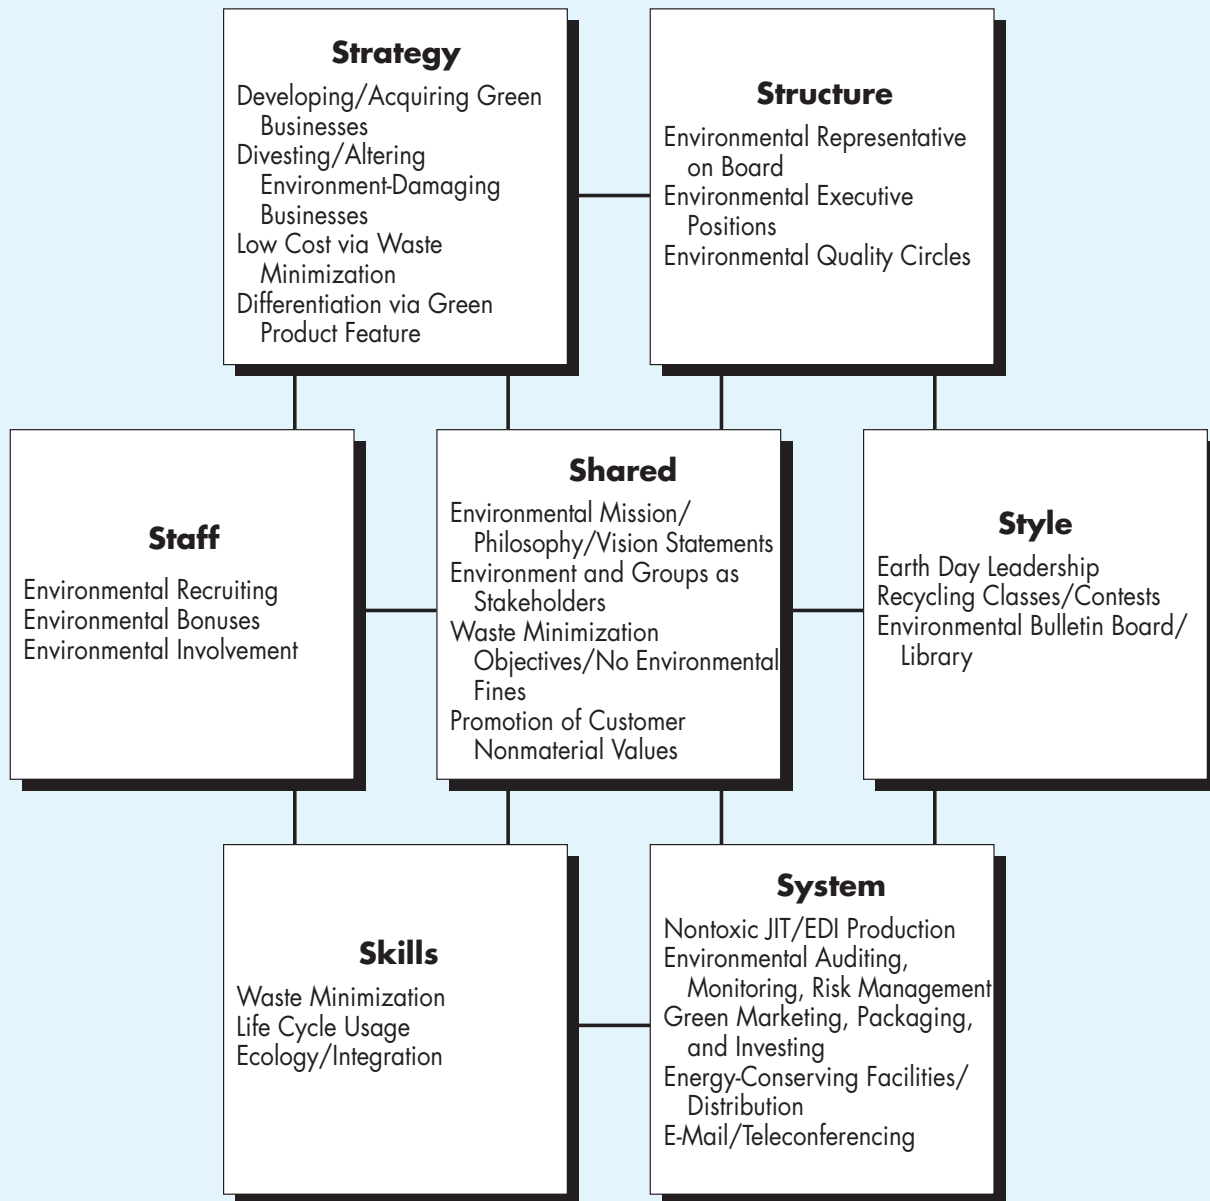 Strategy
Developing/Acquiring Green
Businesses
Divesting/Altering
Environment-Damaging
Businesses
Low Cost via Waste
Minimization
Differentiation via Green
Product Feature
Structure
Environmental Representative
on Board
Environmental Executive
Positions
Environmental Quality Circles
Staff
Environmental Recruiting
Environmental Bonuses
Environmental Involvement
Shared
Environmental Mission/
Philosophy/Vision Statements
Environment and Groups as
Stakeholders
Waste Minimization
Objectives/No Environmental
Fines
Promotion of Customer
Nonmaterial Values
Style
Earth Day Leadership
Recycling Classes/Contests
Environmental Bulletin Board/
Library
Skills
Waste Minimization
Life Cycle Usage
Ecology/Integration
System
Nontoxic JIT/EDI Production
Environmental Auditing,
Monitoring, Risk Management
Green Marketing, Packaging,
and Investing
Energy-Conserving Facilities/
Distribution
E-Mail/Teleconferencing